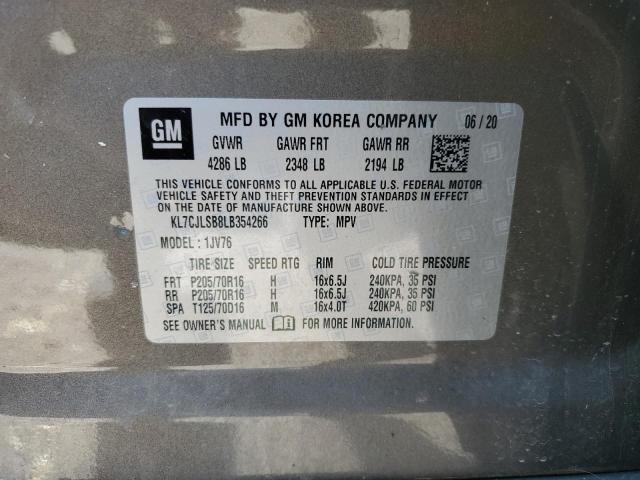 GM
MFD BY GM KOREA COMPANY 06 / 20
GVWR GAWR FRT GAWR RR
4286 LB 2348 LB 2194 LB
THIS VEHICLE CONFORMS TO ALL APPLICABLE U.S. FEDERAL MOTOR
VEHICLE SAFETY AND THEFT PREVENTION STANDARDS IN EFFECT
ON THE DATE OF MANUFACTURE SHOWN ABOVE.
KL7CJLSB8LB354266 TYPE: MPV
MODEL : 1JV76
TIRE SIZE SPEED RTG RIM COLD TIRE PRESSURE
FRT P205/70R16 H 16x6.5J 240KPA, 35 PSI
RR P205/70R16 H 16x6.5J 240KPA, 35 PSI
SPA T125/70D16 M 16x4.0T 420KPA, 60 PSI
SEE OWNER'S MANUAL FOR MORE INFORMATION.